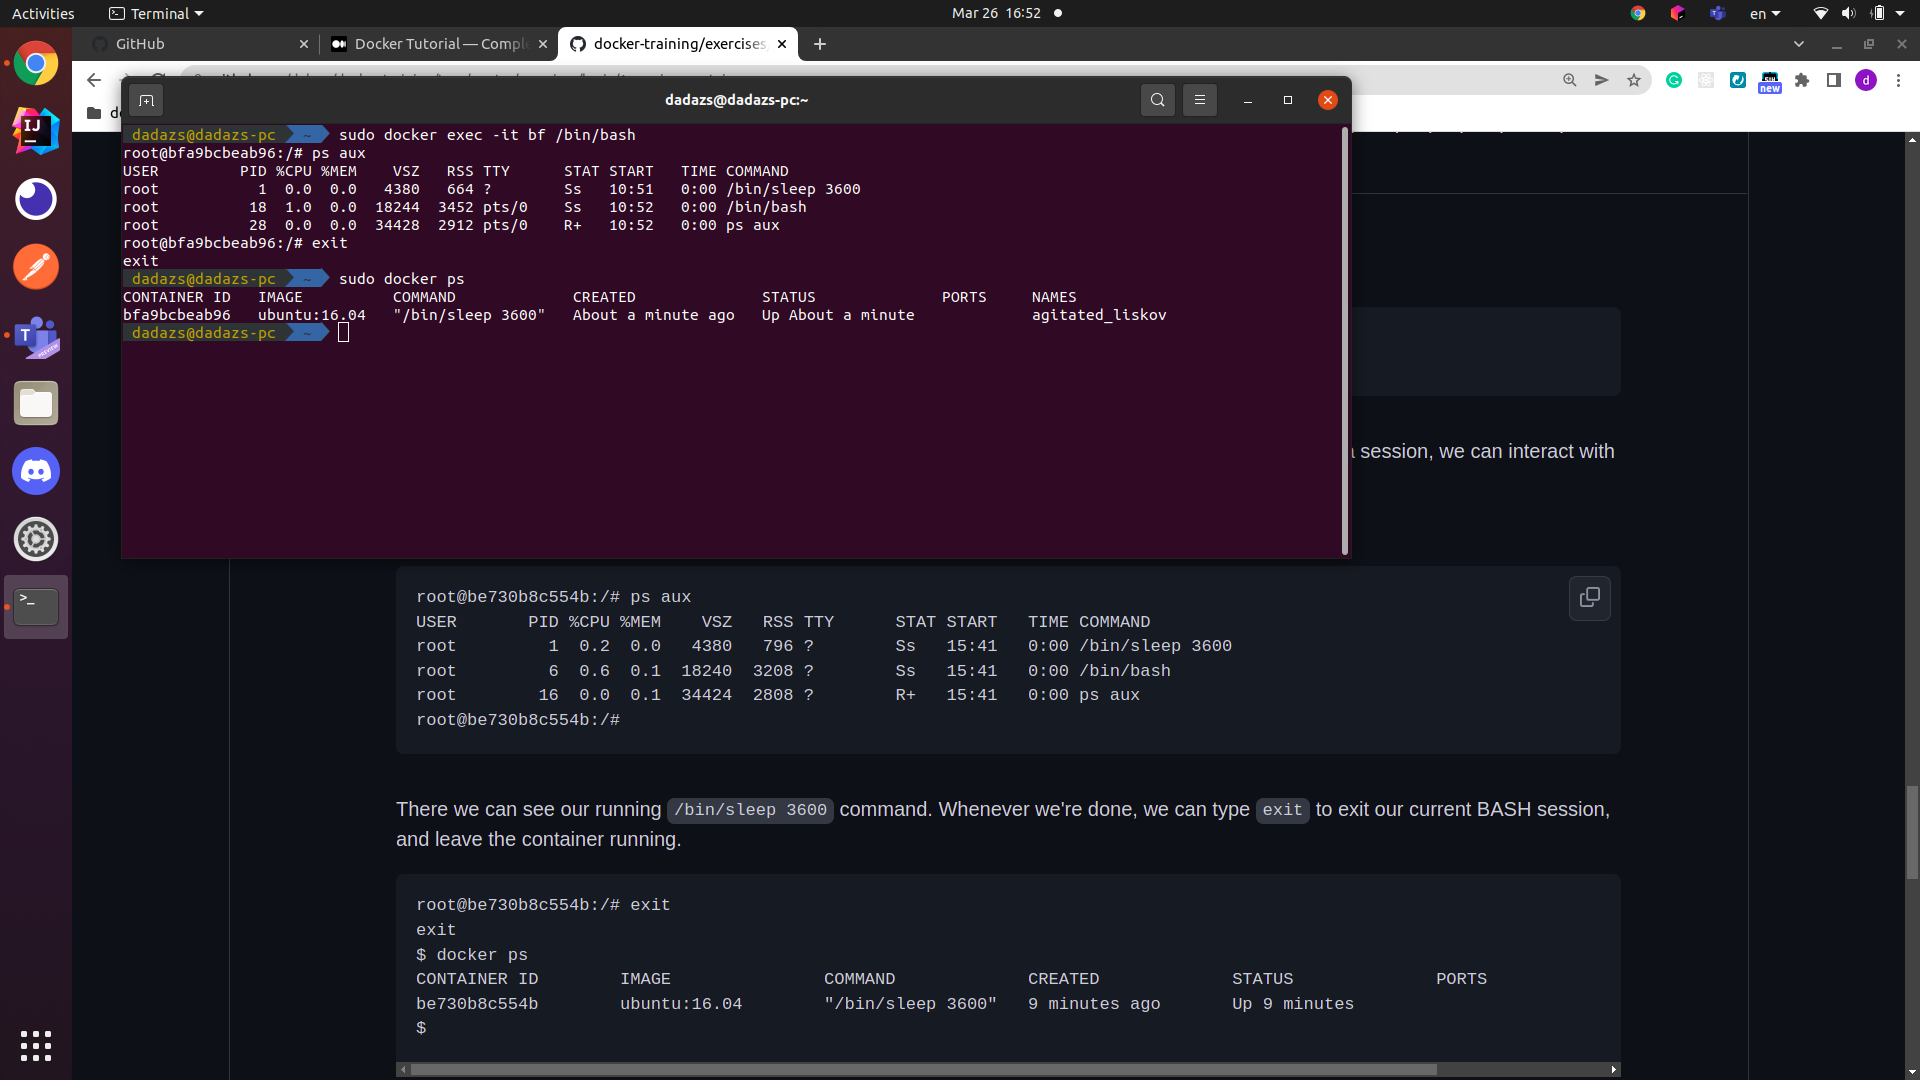 Activities
Terminal
Mar 26 16:52
en
GitHub
Docker Tutorial — Comple
docker-training/exercises
new
d
dadazs@dadazs-pc:~
dadazs@dadazs-pc ~ sudo docker exec -it bf /bin/bash
root@bfa9bcbeab96:/# ps aux
USER PID %CPU %MEM VSZ RSS TTY STAT START TIME COMMAND
root 1 0.0 0.0 4380 664 ? Ss 10:51 0:00 /bin/sleep 3600
root 18 1.0 0.0 18244 3452 pts/0 Ss 10:52 0:00 /bin/bash
root 28 0.0 0.0 34428 2912 pts/0 R+ 10:52 0:00 ps aux
root@bfa9bcbeab96:/# exit
exit
dadazs@dadazs-pc ~ sudo docker ps
CONTAINER ID IMAGE COMMAND CREATED STATUS PORTS NAMES
bfa9bcbeab96 ubuntu:16.04 "/bin/sleep 3600" About a minute ago Up About a minute agitated_liskov
dadazs@dadazs-pc ~
session, we can interact with
root@be730b8c554b:/# ps aux
USER PID %CPU %MEM VSZ RSS TTY STAT START TIME COMMAND
root 1 0.2 0.0 4380 796 ? Ss 15:41 0:00 /bin/sleep 3600
root 6 0.6 0.1 18240 3208 ? Ss 15:41 0:00 /bin/bash
root 16 0.0 0.1 34424 2808 ? R+ 15:41 0:00 ps aux
root@be730b8c554b:/#
There we can see our running /bin/sleep 3600 command. Whenever we're done, we can type exit to exit our current BASH session,
and leave the container running.
root@be730b8c554b:/# exit
exit
$ docker ps
CONTAINER ID IMAGE COMMAND CREATED STATUS PORTS
be730b8c554b ubuntu:16.04 "/bin/sleep 3600" 9 minutes ago Up 9 minutes
$